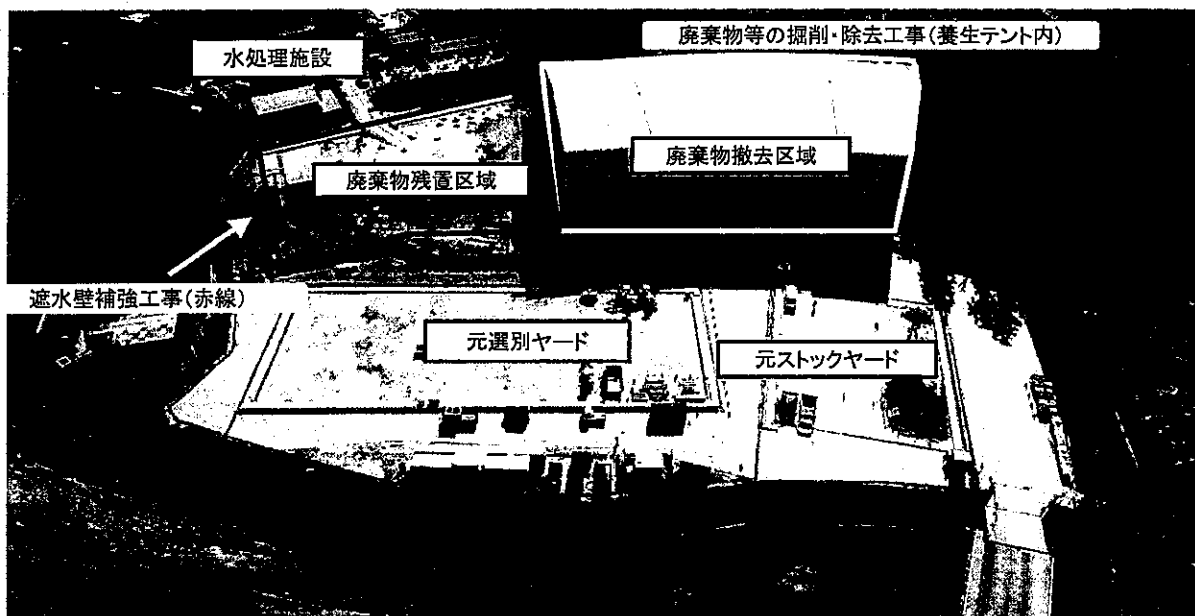 廃棄物等の掘削・除去工事(養生テント内)
水処理施設
廃棄物撤去区域
廃棄物残置区域
遮水壁補強工事(赤線)
元選別ヤード
元ストックヤード